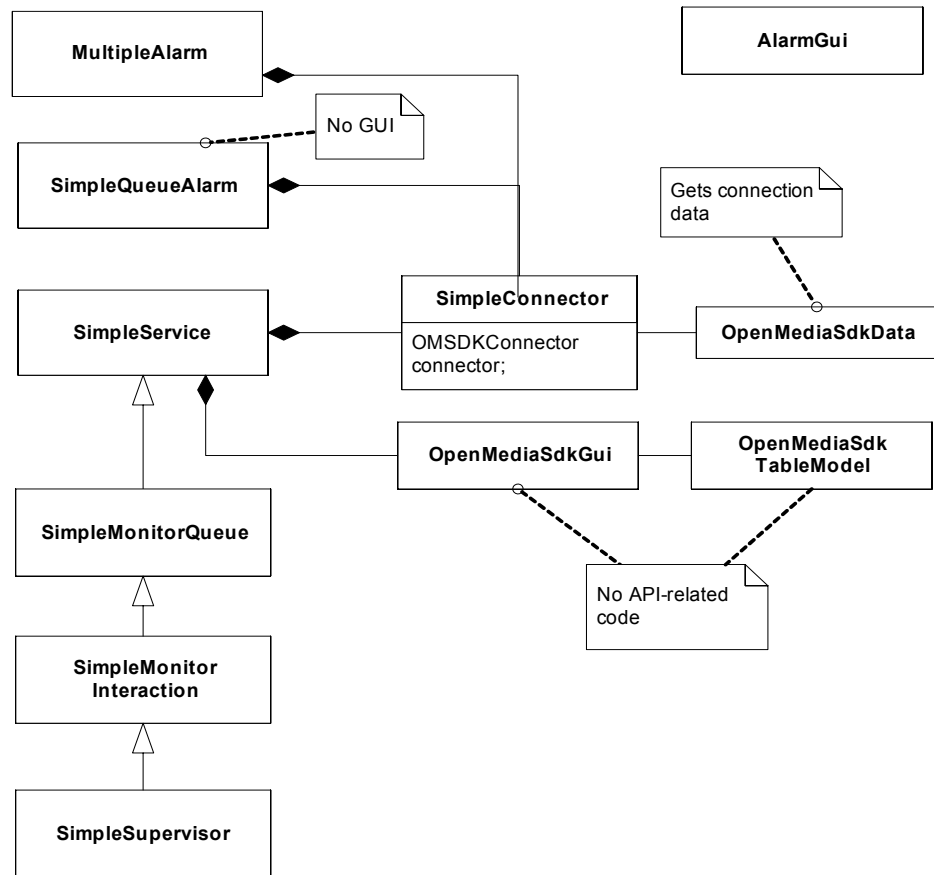 MultipleAlarm
AlarmGui
No GUI
SimpleQueueAlarm
Gets connection
data
SimpleConnector
SimpleService
OpenMediaSdkData
OMSDKConnector
connector;
OpenMediaSdkGui
OpenMediaSdk
TableModel
SimpleMonitorQueue
No API-related
code
SimpleMonitor
Interaction
SimpleSupervisor